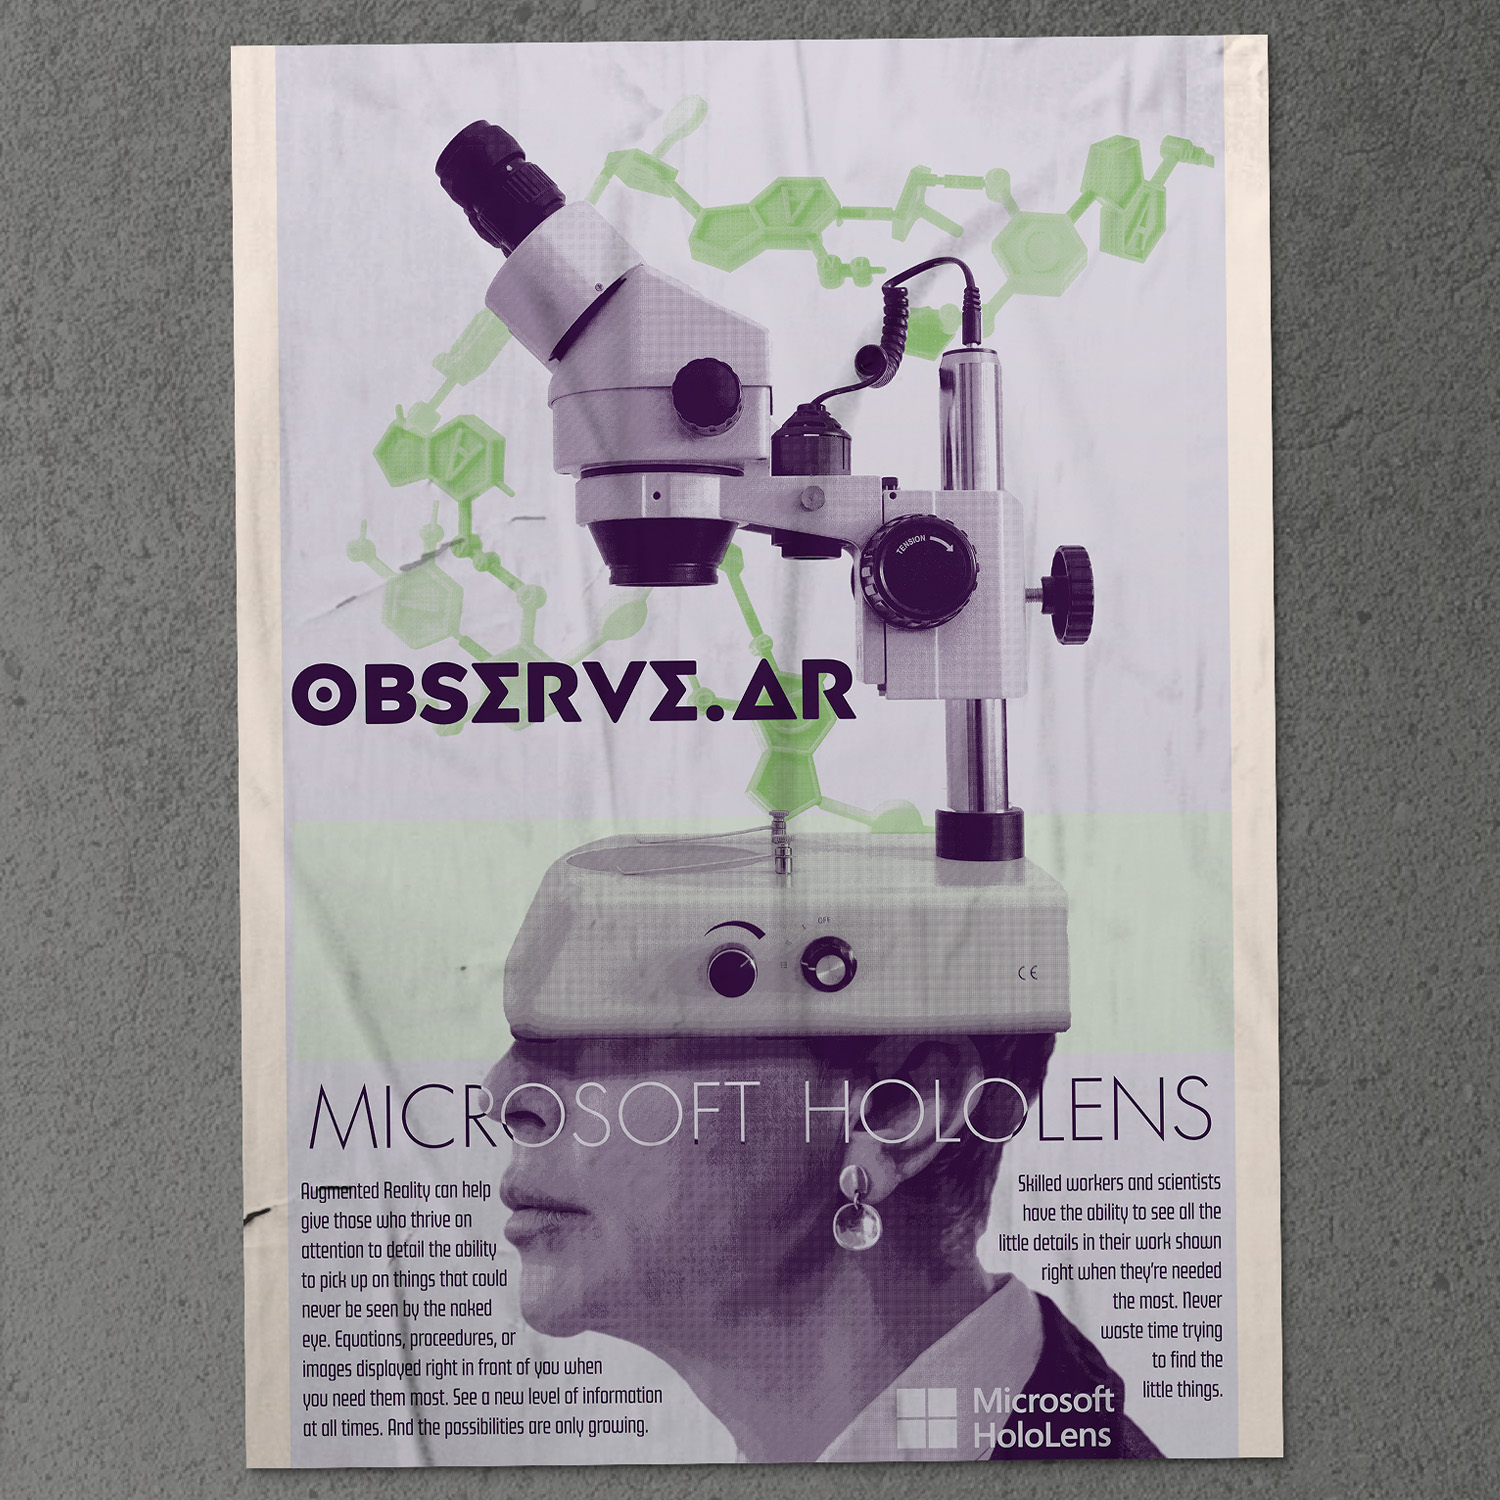 TENSION
OBSERVE.AR
OFF
CE
MICROSOFT HOLOLENS
Augmented Reality can help
give those who thrive on
attention to detail the ability
to pick up on things that could
never be seen by the naked
eye. Equations, proceedures, or
images displayed right in front of you when
you need them most. See a new level of information
at all times. And the possibilities are only growing.
Skilled workers and scientists
have the ability to see all the
little details in their work shown
right when they're needed
the most. Never
waste time trying
to find the
little things.
Microsoft
HoloLens